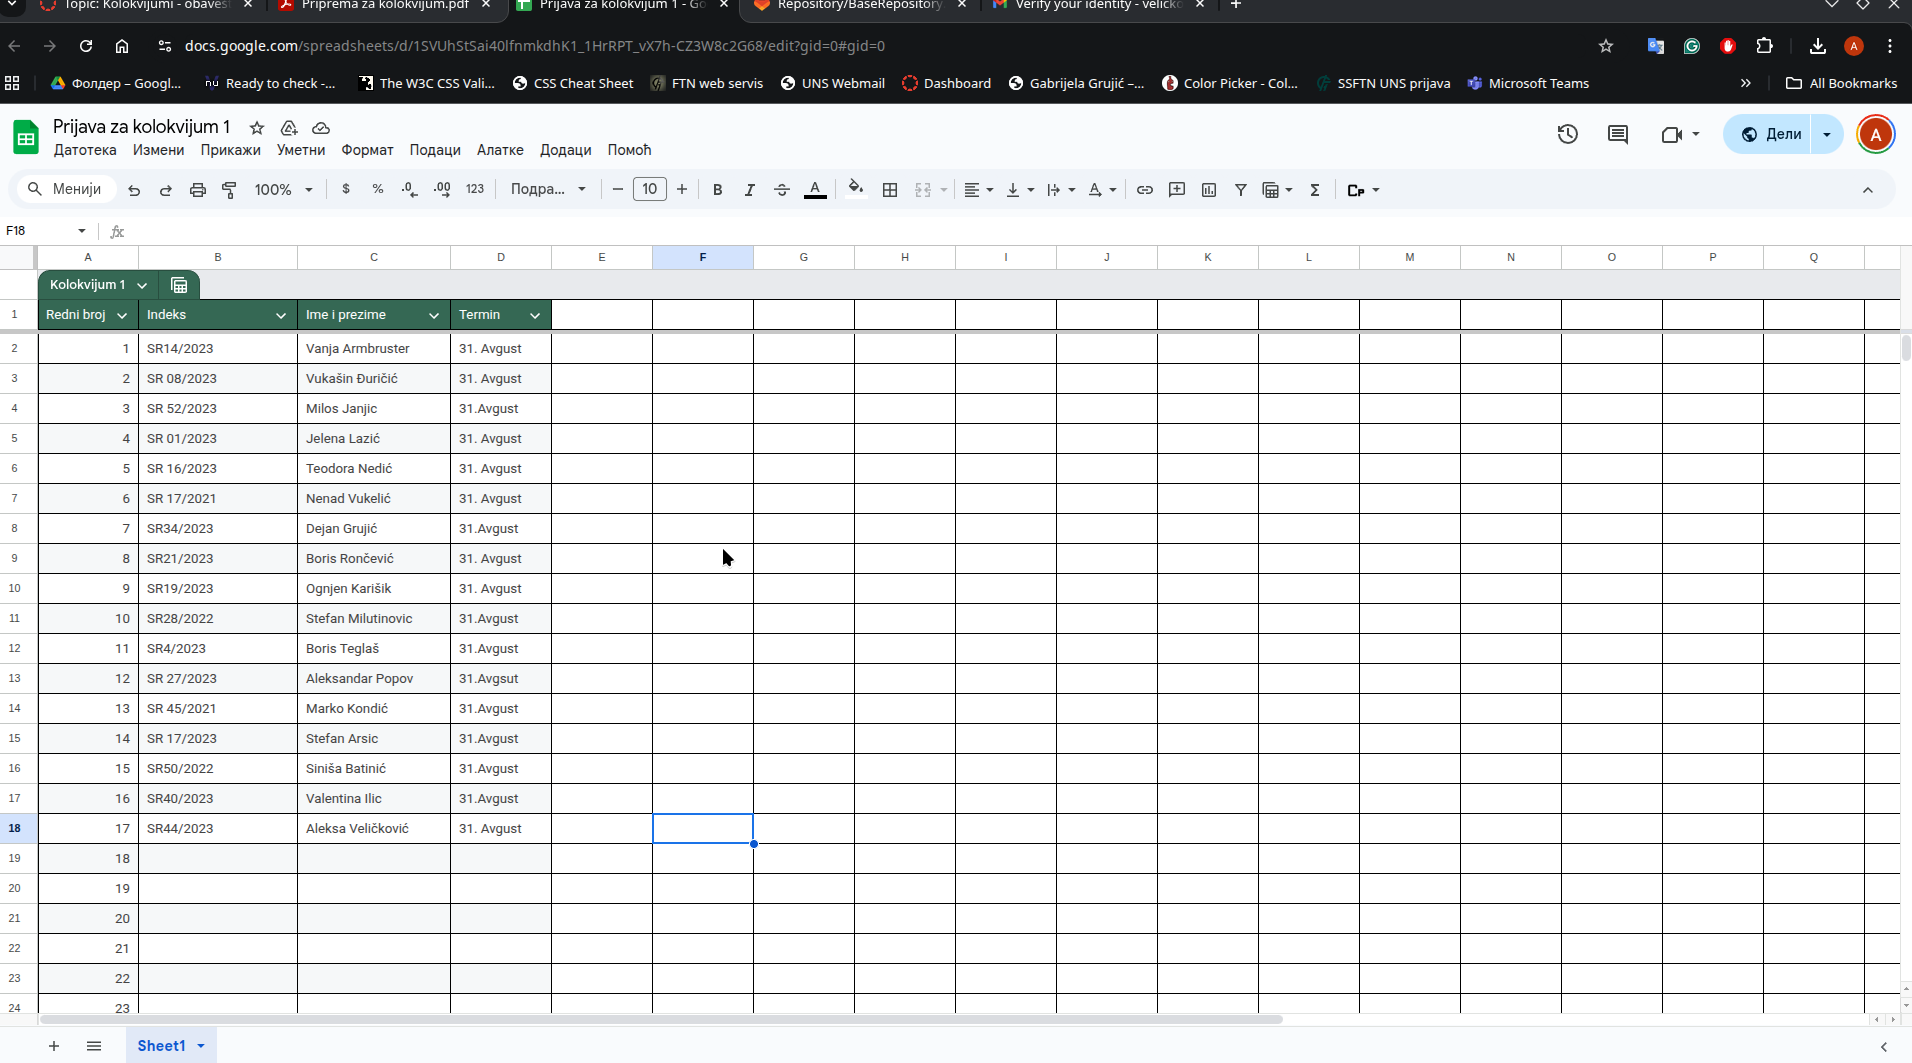 Topic: Kolokvijumi - obaves
Priprema za kolokvijum.pdf
Prijava za kolokvijum 1 - Go
Repository/BaseRepository.
Verify your identity - velicko
docs.google.com/spreadsheets/d/1SVUhStSai40lfnmkdhK1_1HrRPT_vX7h-CZ3W8c2G68/edit?gid=0#gid=0
A
Фолдер – Googl...
Ready to check -...
The W3C CSS Vali...
CSS Cheat Sheet
FTN web servis
UNS Webmail
Dashboard
Gabrijela Grujić –...
Color Picker - Col...
SSFTN UNS prijava
Microsoft Teams
All Bookmarks
Prijava za kolokvijum 1
Датотека Измени Прикажи Уметни Формат Подаци Алатке Додаци Помоћ
Дели
A
Менији 100% $ % .0 .00 123 Подра... 10 B I A
F18 fx
A B C D E F G H I J K L M N O P Q
Kolokvijum 1
1 Redni broj Indeks Ime i prezime Termin
2 1 SR14/2023 Vanja Armbruster 31. Avgust
3 2 SR 08/2023 Vukašin Đuričić 31. Avgust
4 3 SR 52/2023 Milos Janjic 31.Avgust
5 4 SR 01/2023 Jelena Lazić 31. Avgust
6 5 SR 16/2023 Teodora Nedić 31. Avgust
7 6 SR 17/2021 Nenad Vukelić 31. Avgust
8 7 SR34/2023 Dejan Grujić 31.Avgust
9 8 SR21/2023 Boris Rončević 31. Avgust
10 9 SR19/2023 Ognjen Karišik 31. Avgust
11 10 SR28/2022 Stefan Milutinovic 31.Avgust
12 11 SR4/2023 Boris Teglaš 31.Avgust
13 12 SR 27/2023 Aleksandar Popov 31.Avgsut
14 13 SR 45/2021 Marko Kondić 31.Avgust
15 14 SR 17/2023 Stefan Arsic 31.Avgust
16 15 SR50/2022 Siniša Batinić 31.Avgust
17 16 SR40/2023 Valentina Ilic 31.Avgust
18 17 SR44/2023 Aleksa Veličković 31. Avgust
19 18
20 19
21 20
22 21
23 22
24 23
Sheet1